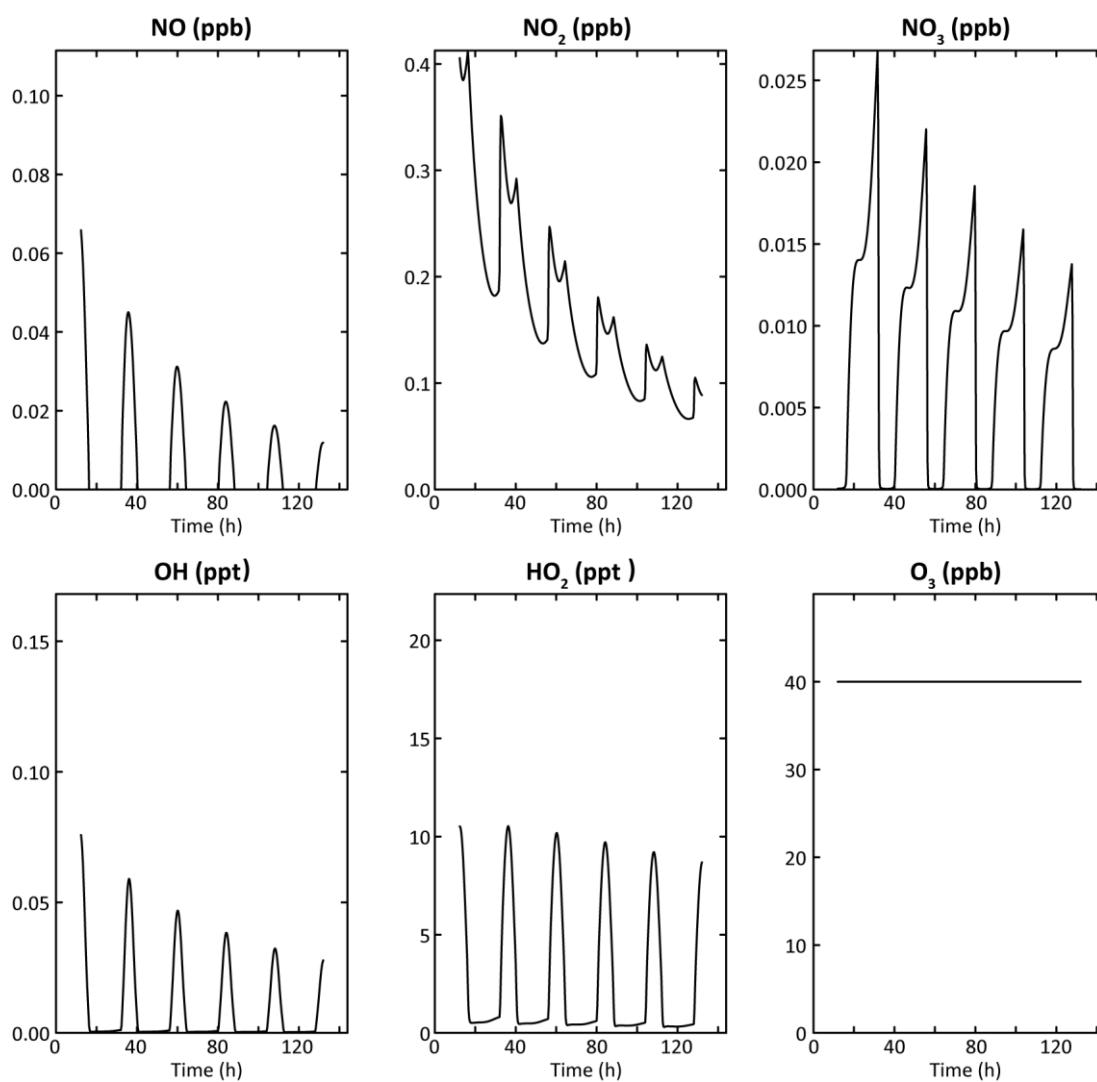 NO (ppb)
0.10
0.08
0.06
0.04
0.02
0.00
0 40 80 120
Time (h)
NO₂ (ppb)
0.4
0.3
0.2
0.1
0.0
0 40 80 120
Time (h)
NO₃ (ppb)
0.025
0.020
0.015
0.010
0.005
0.000
0 40 80 120
Time (h)
OH (ppt)
0.15
0.10
0.05
0.00
0 40 80 120
Time (h)
HO₂ (ppt )
20
15
10
5
0
0 40 80 120
Time (h)
O₃ (ppb)
40
30
20
10
0
0 40 80 120
Time (h)